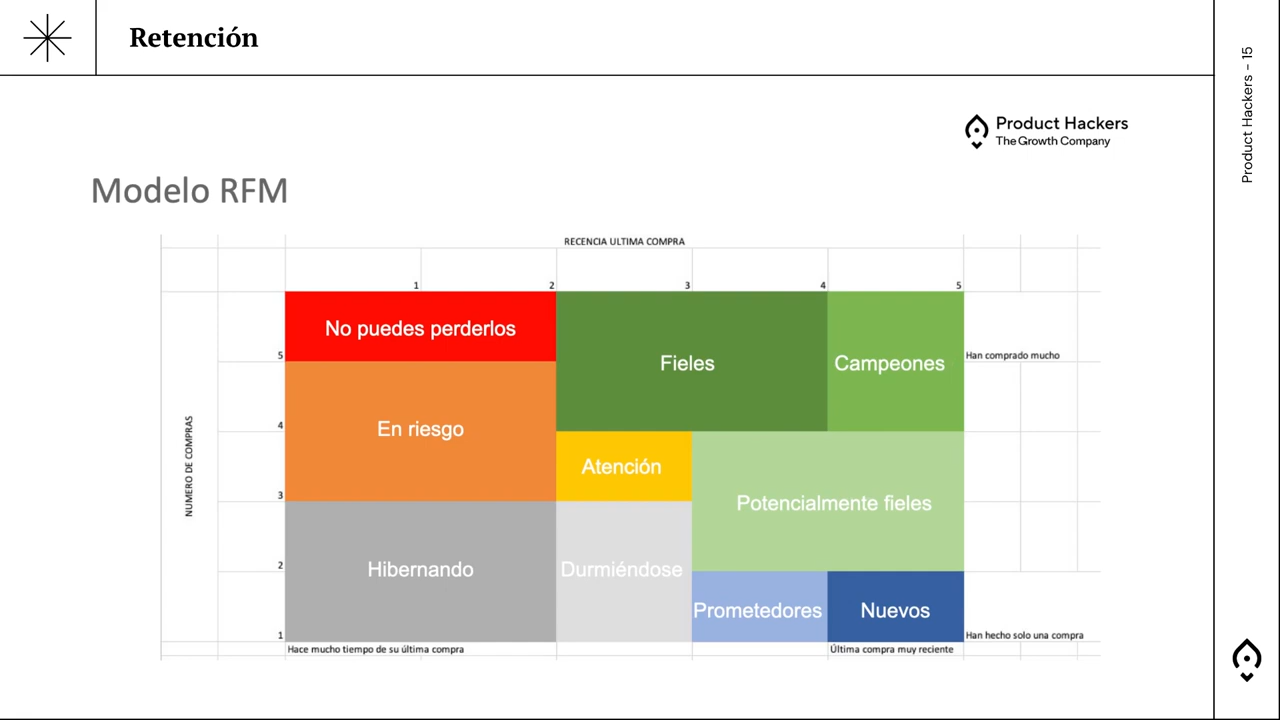 Retención
Product Hackers – 15
Product Hackers
The Growth Company
Modelo RFM
RECENCIA ULTIMA COMPRA
1
2
3
4
5
No puedes perderlos
Fieles
Campeones
5
Han comprado mucho
En riesgo
4
NUMERO DE COMPRAS
Atención
3
Potencialmente fieles
Hibernando
Durmiéndose
2
Prometedores
Nuevos
1
Han hecho solo una compra
Hace mucho tiempo de su última compra
Última compra muy reciente